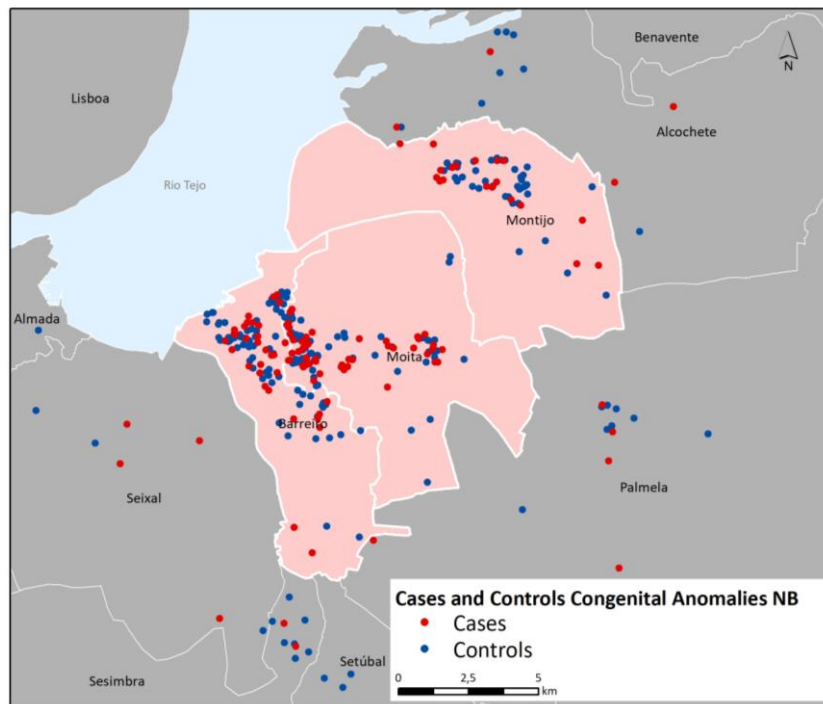 Benavente
N
Lisboa
Alcochete
Rio Tejo
Montijo
Almada
Moita
Barreiro
Seixal
Palmela
Cases and Controls Congenital Anomalies NB
Cases
Controls
Setúbal
Sesimbra
0 2,5 5
km